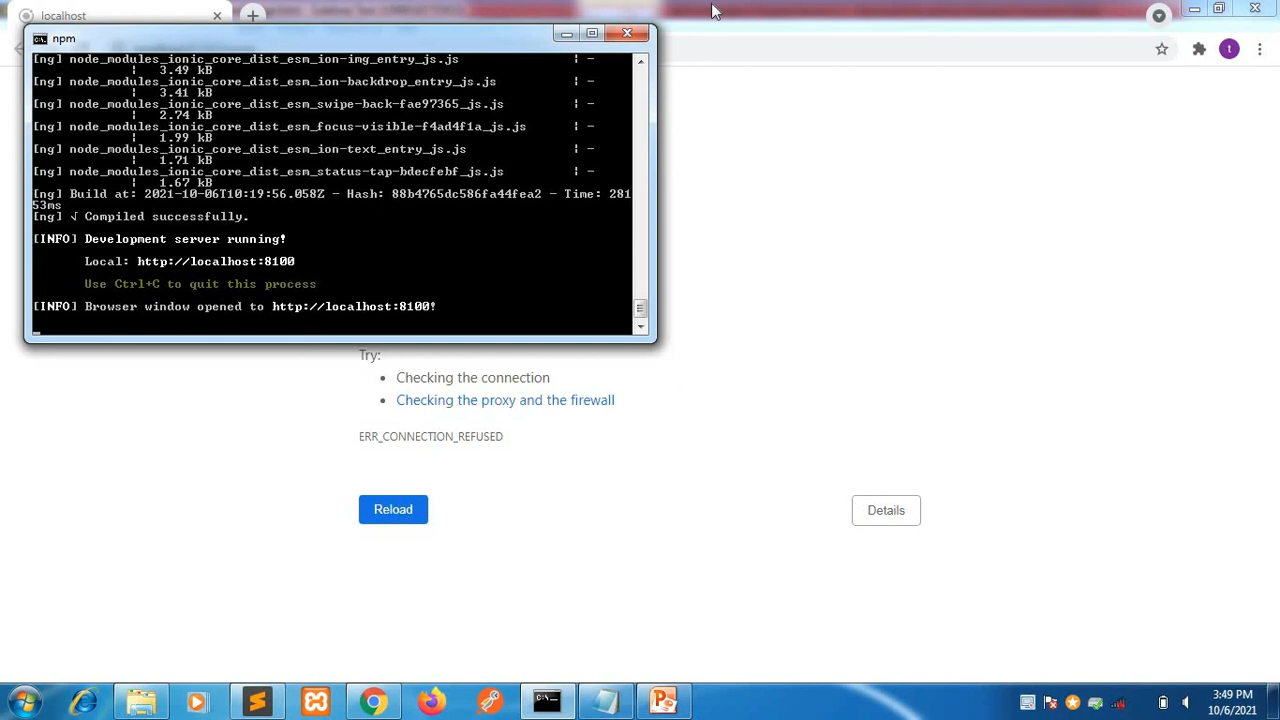 localhost
npm
[ng] node_modules_ionic_core_dist_esm_ion-img_entry_js.js ¦ -
¦ 3.49 kB
[ng] node_modules_ionic_core_dist_esm_ion-backdrop_entry_js.js ¦ -
¦ 3.41 kB
[ng] node_modules_ionic_core_dist_esm_swipe-back-fae97365_js.js ¦ -
¦ 2.74 kB
[ng] node_modules_ionic_core_dist_esm_focus-visible-f4ad4f1a_js.js ¦ -
¦ 1.99 kB
[ng] node_modules_ionic_core_dist_esm_ion-text_entry_js.js ¦ -
¦ 1.71 kB
[ng] node_modules_ionic_core_dist_esm_status-tap-bdecfebf_js.js ¦ -
¦ 1.67 kB
[ng] Build at: 2021-10-06T10:19:56.058Z - Hash: 88b4765dc586fa44fea2 - Time: 281
53ms
[ng] √ Compiled successfully.
[INFO] Development server running!
Local: http://localhost:8100
Use Ctrl+C to quit this process
[INFO] Browser window opened to http://localhost:8100!
Try:
• Checking the connection
• Checking the proxy and the firewall
ERR_CONNECTION_REFUSED
Reload
Details
t
3:49 PM
10/6/2021